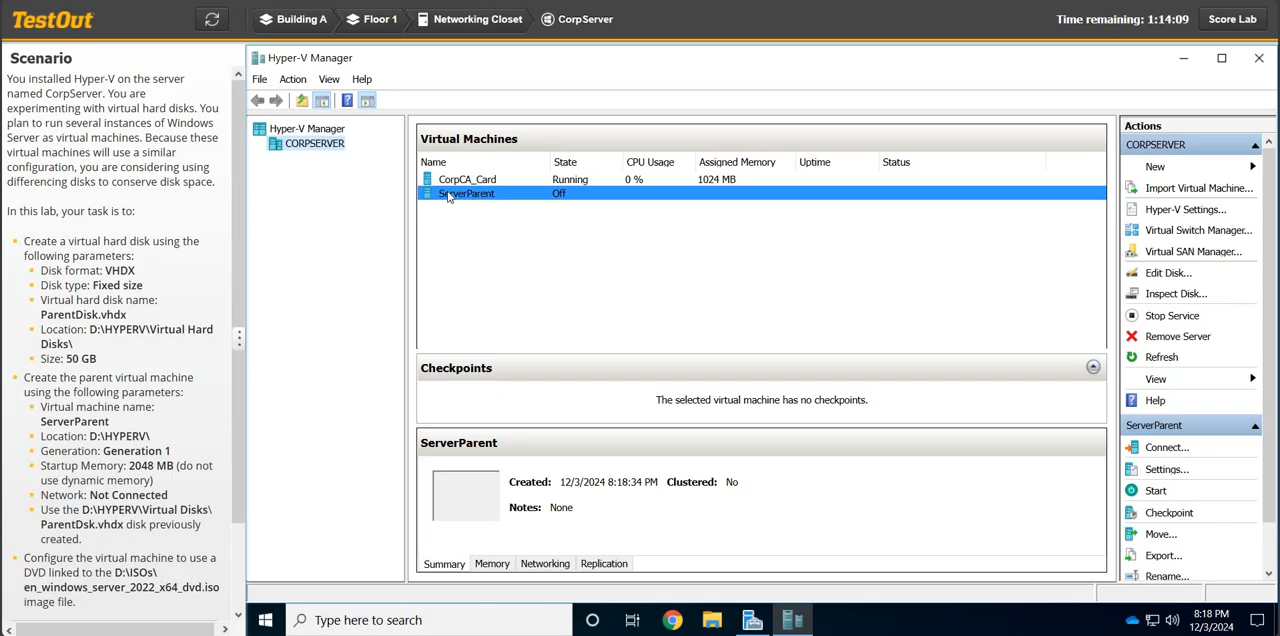 TestOut
Building A
Floor 1
Networking Closet
CorpServer
Time remaining: 1:14:09
Score Lab
Scenario
You installed Hyper-V on the server
named CorpServer. You are
experimenting with virtual hard disks. You
plan to run several instances of Windows
Server as virtual machines. Because these
virtual machines will use a similar
configuration, you are considering using
differencing disks to conserve disk space.
In this lab, your task is to:
Create a virtual hard disk using the
following parameters:
Disk format: VHDX
Disk type: Fixed size
Virtual hard disk name:
ParentDisk.vhdx
Location: D:\HYPERV\Virtual Hard
Disks\
Size: 50 GB
Create the parent virtual machine
using the following parameters:
Virtual machine name:
ServerParent
Location: D:\HYPERV\
Generation: Generation 1
Startup Memory: 2048 MB (do not
use dynamic memory)
Network: Not Connected
Use the D:\HYPERV\Virtual Disks\
ParentDsk.vhdx disk previously
created.
Configure the virtual machine to use a
DVD linked to the D:\ISOs\
en_windows_server_2022_x64_dvd.iso
image file.
Hyper-V Manager
File Action View Help
Hyper-V Manager
CORPSERVER
Virtual Machines
Name State CPU Usage Assigned Memory Uptime Status
CorpCA_Card Running 0 % 1024 MB
ServerParent Off
Checkpoints
The selected virtual machine has no checkpoints.
ServerParent
Created: 12/3/2024 8:18:34 PM Clustered: No
Notes: None
Summary Memory Networking Replication
Actions
CORPSERVER
New
Import Virtual Machine...
Hyper-V Settings...
Virtual Switch Manager...
Virtual SAN Manager...
Edit Disk...
Inspect Disk...
Stop Service
Remove Server
Refresh
View
Help
ServerParent
Connect...
Settings...
Start
Checkpoint
Move...
Export...
Rename...
Type here to search
8:18 PM
12/3/2024